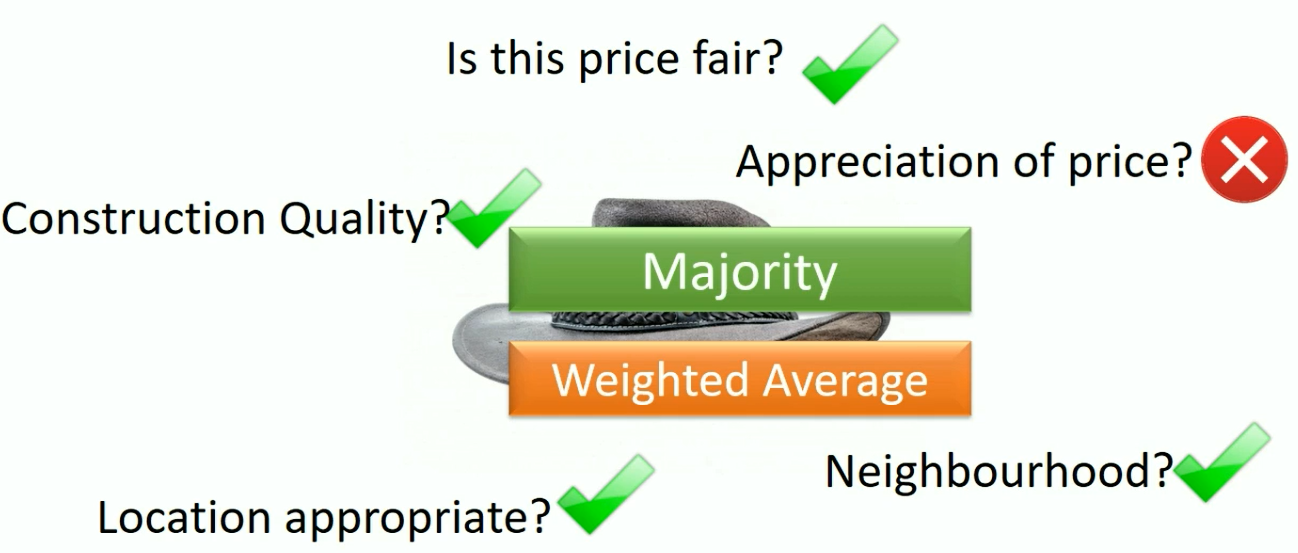 Is this price fair?
Appreciation of price?
Construction Quality?
Majority
Weighted Average
Neighbourhood?
Location appropriate?